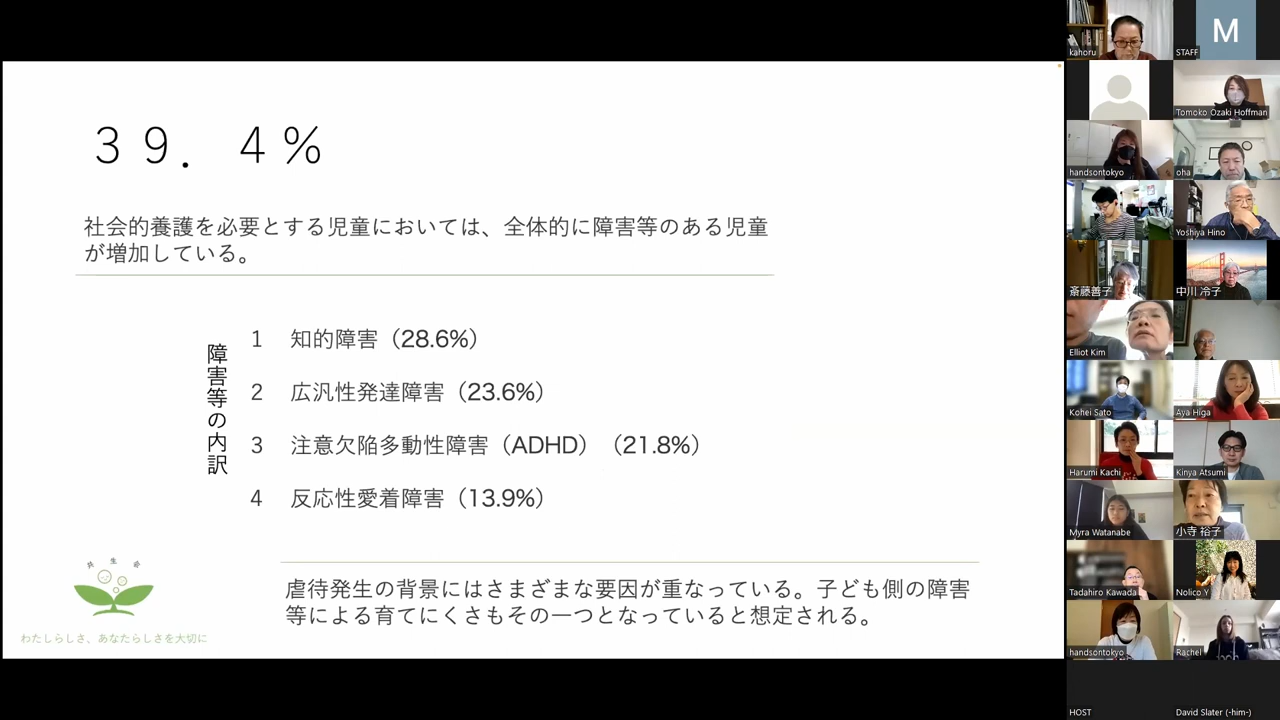 39.4%
社会的養護を必要とする児童においては、全体的に障害等のある児童
が増加している。
障害等の内訳
1 知的障害（28.6%）
2 広汎性発達障害（23.6%）
3 注意欠陥多動性障害（ADHD）（21.8%）
4 反応性愛着障害（13.9%）
虐待発生の背景にはさまざまな要因が重なっている。子ども側の障害
等による育てにくさもその一つとなっていると想定される。
共生会
わたしらしさ、あなたらしさを大切に
kahoru
M
STAFF
Tomoko Ozaki Hoffman
handsontokyo
oha
Yoshiya Hino
斎藤善子
中川 冷子
Elliot Kim
Kohei Sato
Aya Higa
Harumi Kachi
Kinya Atsumi
Myra Watanabe
小寺 裕子
Tadahiro Kawada
Nolico Y
handsontokyo
Rachel
HOST
David Slater (-him-)